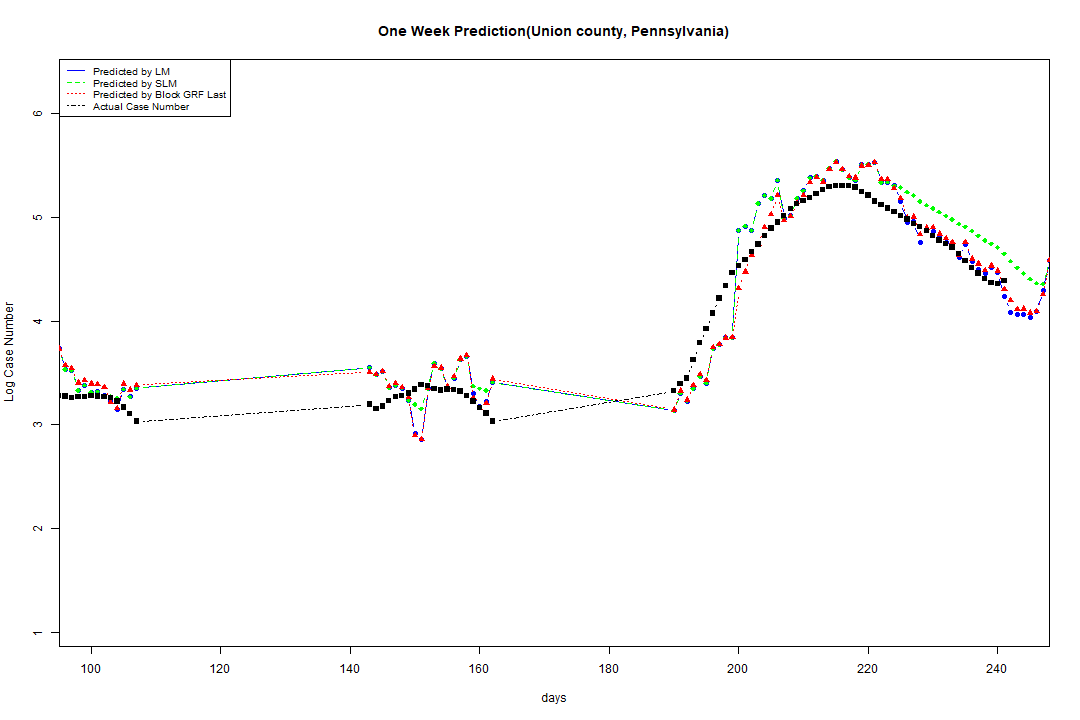 One Week Prediction(Union county, Pennsylvania)
Predicted by LM
Predicted by SLM
Predicted by Block GRF Last
Actual Case Number
Log Case Number
6
5
4
3
2
1
100 120 140 160 180 200 220 240
days